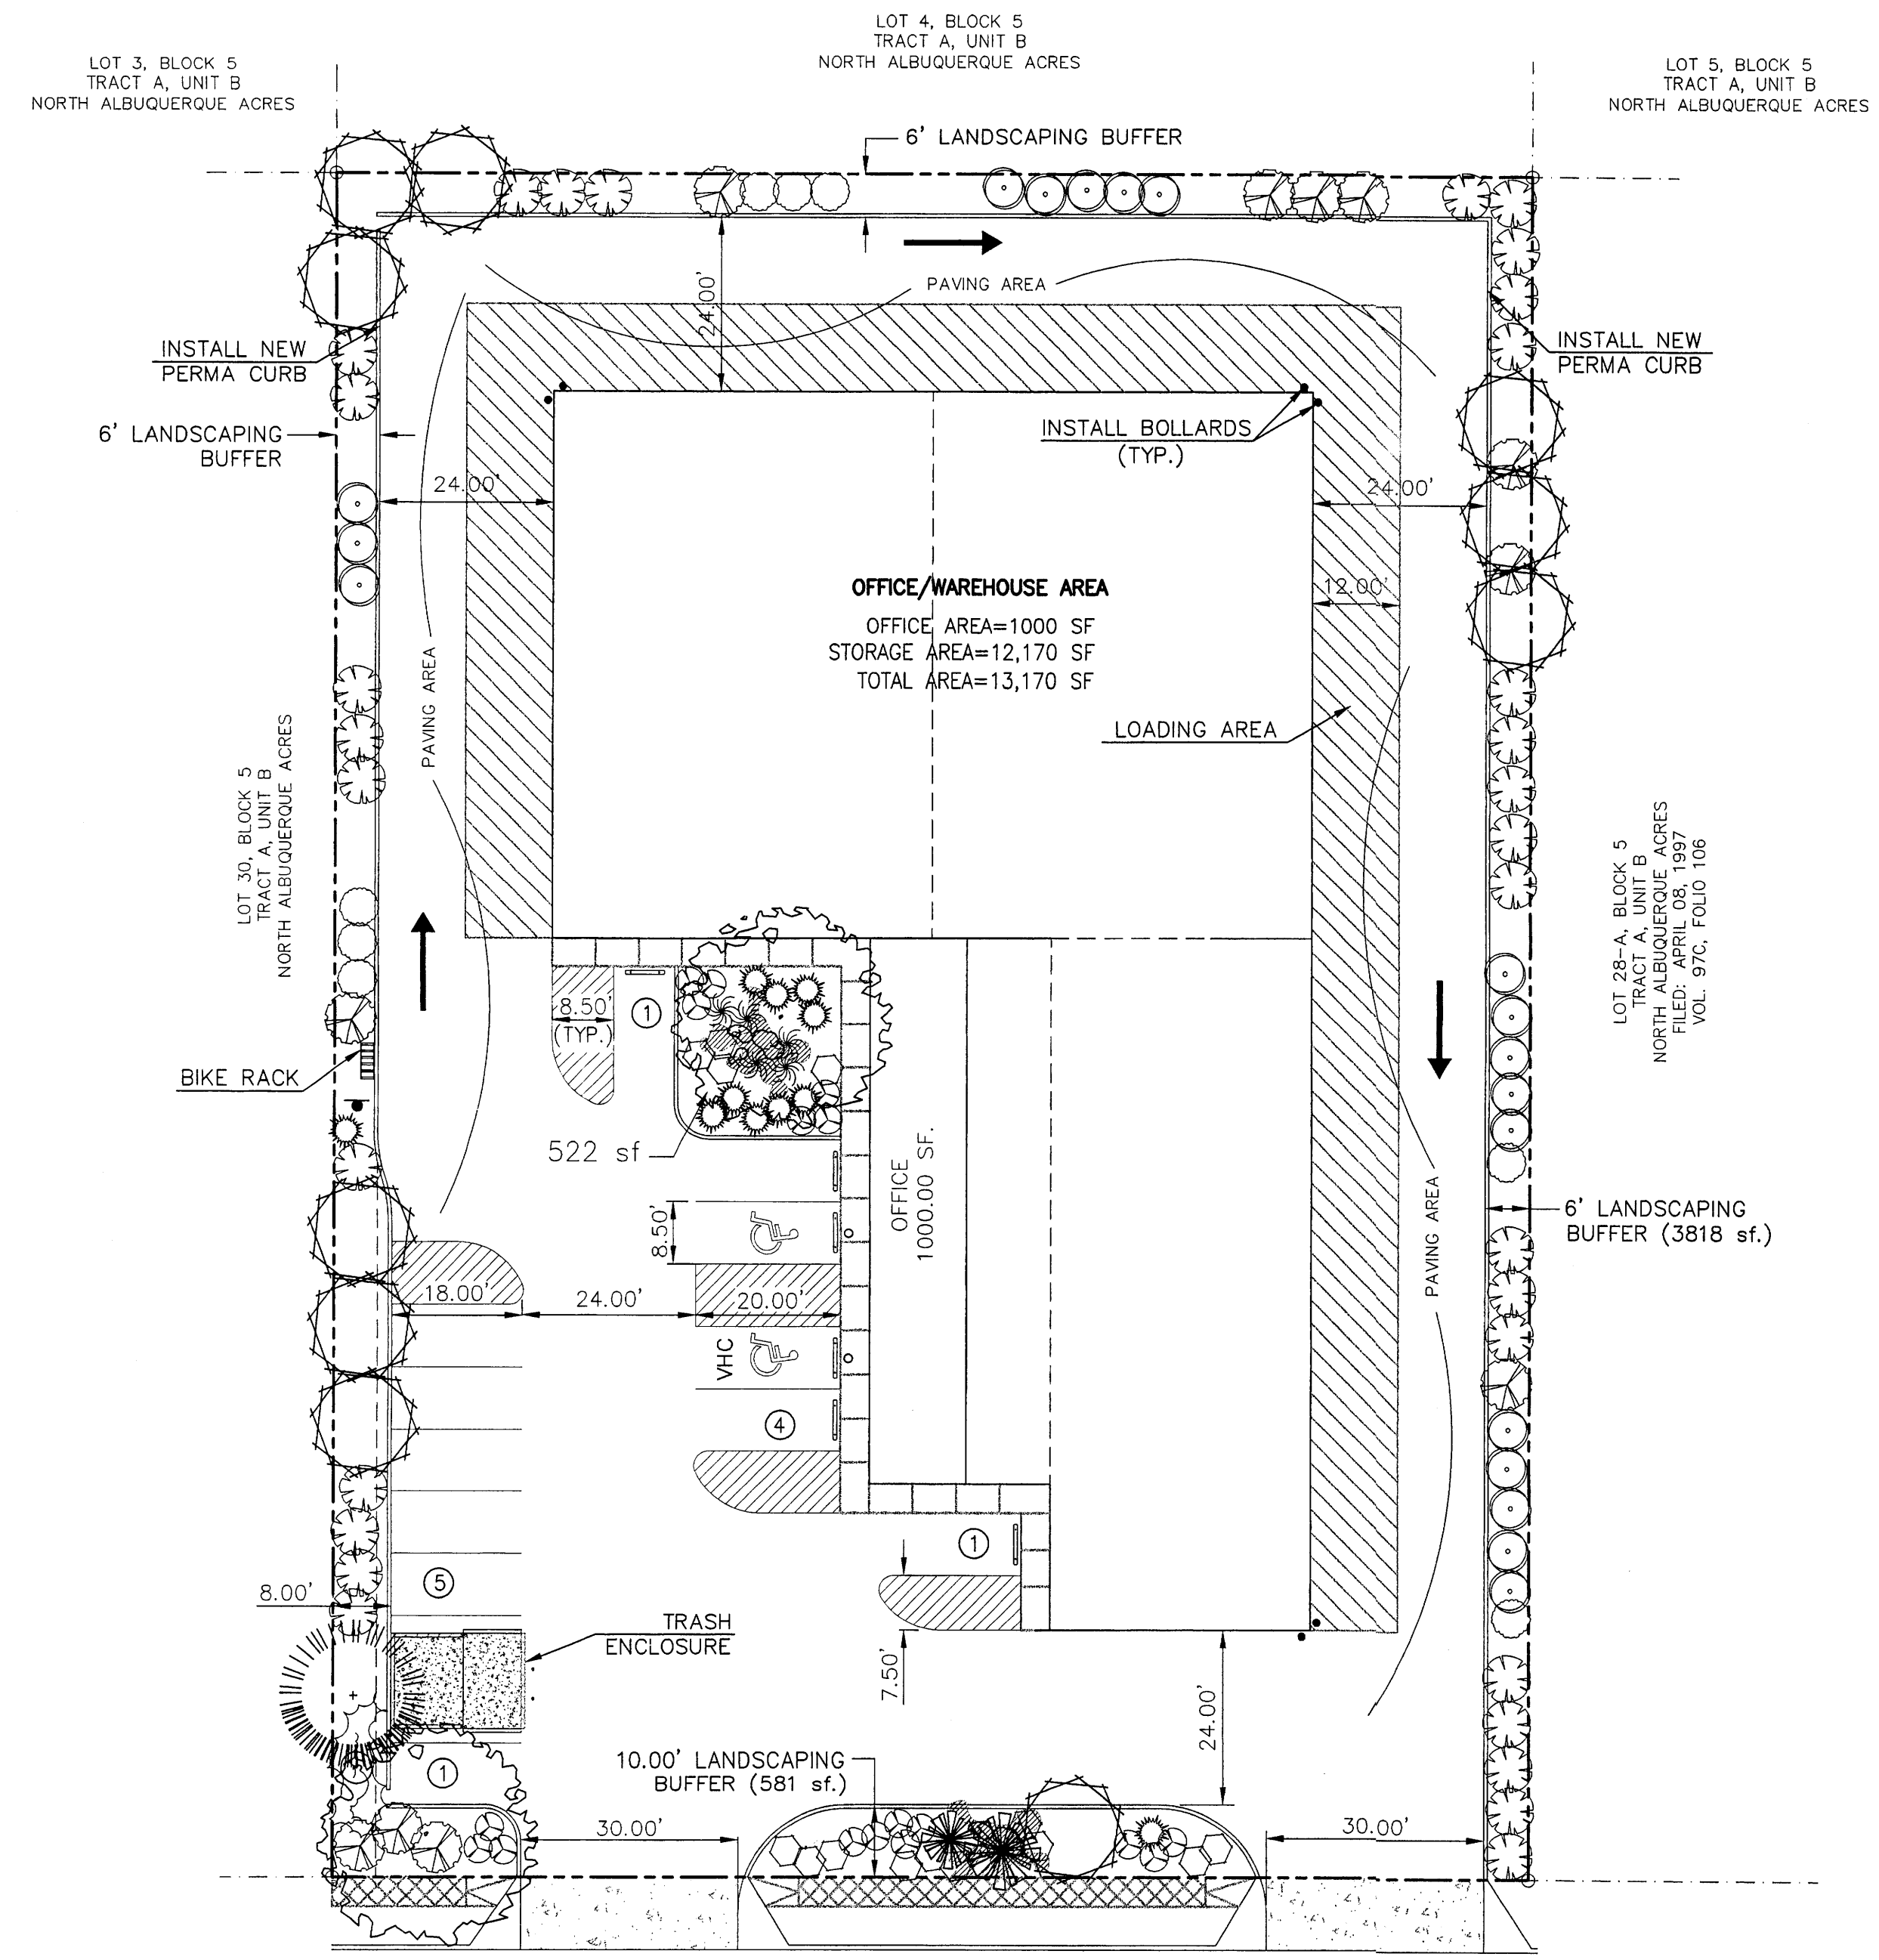 LOT 4, BLOCK 5
TRACT A, UNIT B
NORTH ALBUQUERQUE ACRES
LOT 3, BLOCK 5
TRACT A, UNIT B
NORTH ALBUQUERQUE ACRES
LOT 5, BLOCK 5
TRACT A, UNIT B
NORTH ALBUQUERQUE ACRES
6' LANDSCAPING BUFFER
24.00'
PAVING AREA
INSTALL NEW
PERMA CURB
INSTALL NEW
PERMA CURB
6' LANDSCAPING
BUFFER
INSTALL BOLLARDS
(TYP.)
24.00'
24.00'
12.00'
OFFICE/WAREHOUSE AREA
OFFICE AREA=1000 SF
STORAGE AREA=12,170 SF
TOTAL AREA=13,170 SF
PAVING AREA
LOADING AREA
LOT 30, BLOCK 5
TRACT A, UNIT B
NORTH ALBUQUERQUE ACRES
LOT 28-A, BLOCK 5
TRACT A, UNIT B
NORTH ALBUQUERQUE ACRES
FILED: APRIL 08, 1997
VOL. 97C, FOLIO 106
8.50'
(TYP.)
1
BIKE RACK
522 sf
OFFICE
1000.00 SF.
PAVING AREA
6' LANDSCAPING
BUFFER (3818 sf.)
8.50'
18.00'
24.00'
20.00'
VHC
4
1
5
8.00'
TRASH
ENCLOSURE
7.50'
24.00'
10.00' LANDSCAPING
BUFFER (581 sf.)
1
30.00'
30.00'